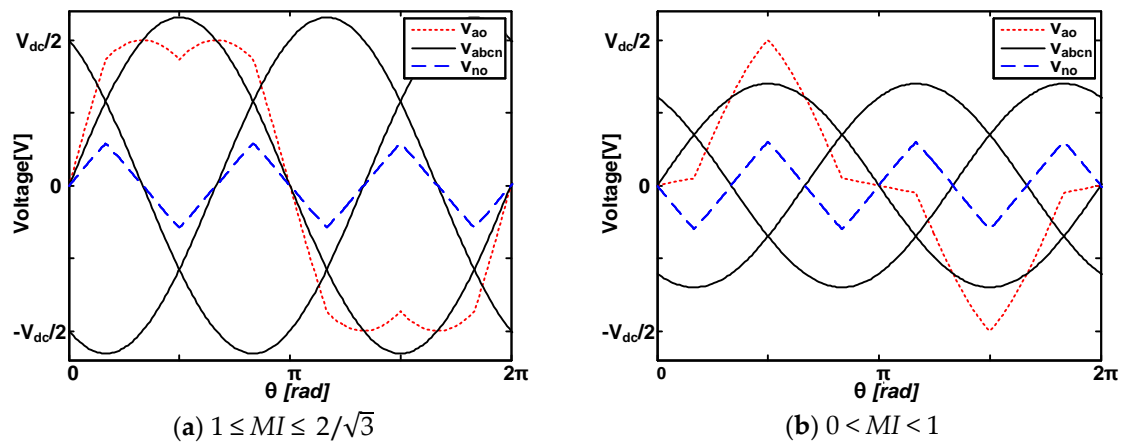 V_dc/2
0
-V_dc/2
Voltage[V]
v_ao
v_abcn
v_no
0
π
2π
θ [rad]
(a) 1 ≤ MI ≤ 2/√3
V_dc/2
0
-V_dc/2
Voltage[V]
v_ao
v_abcn
v_no
0
π
2π
θ [rad]
(b) 0 < MI < 1